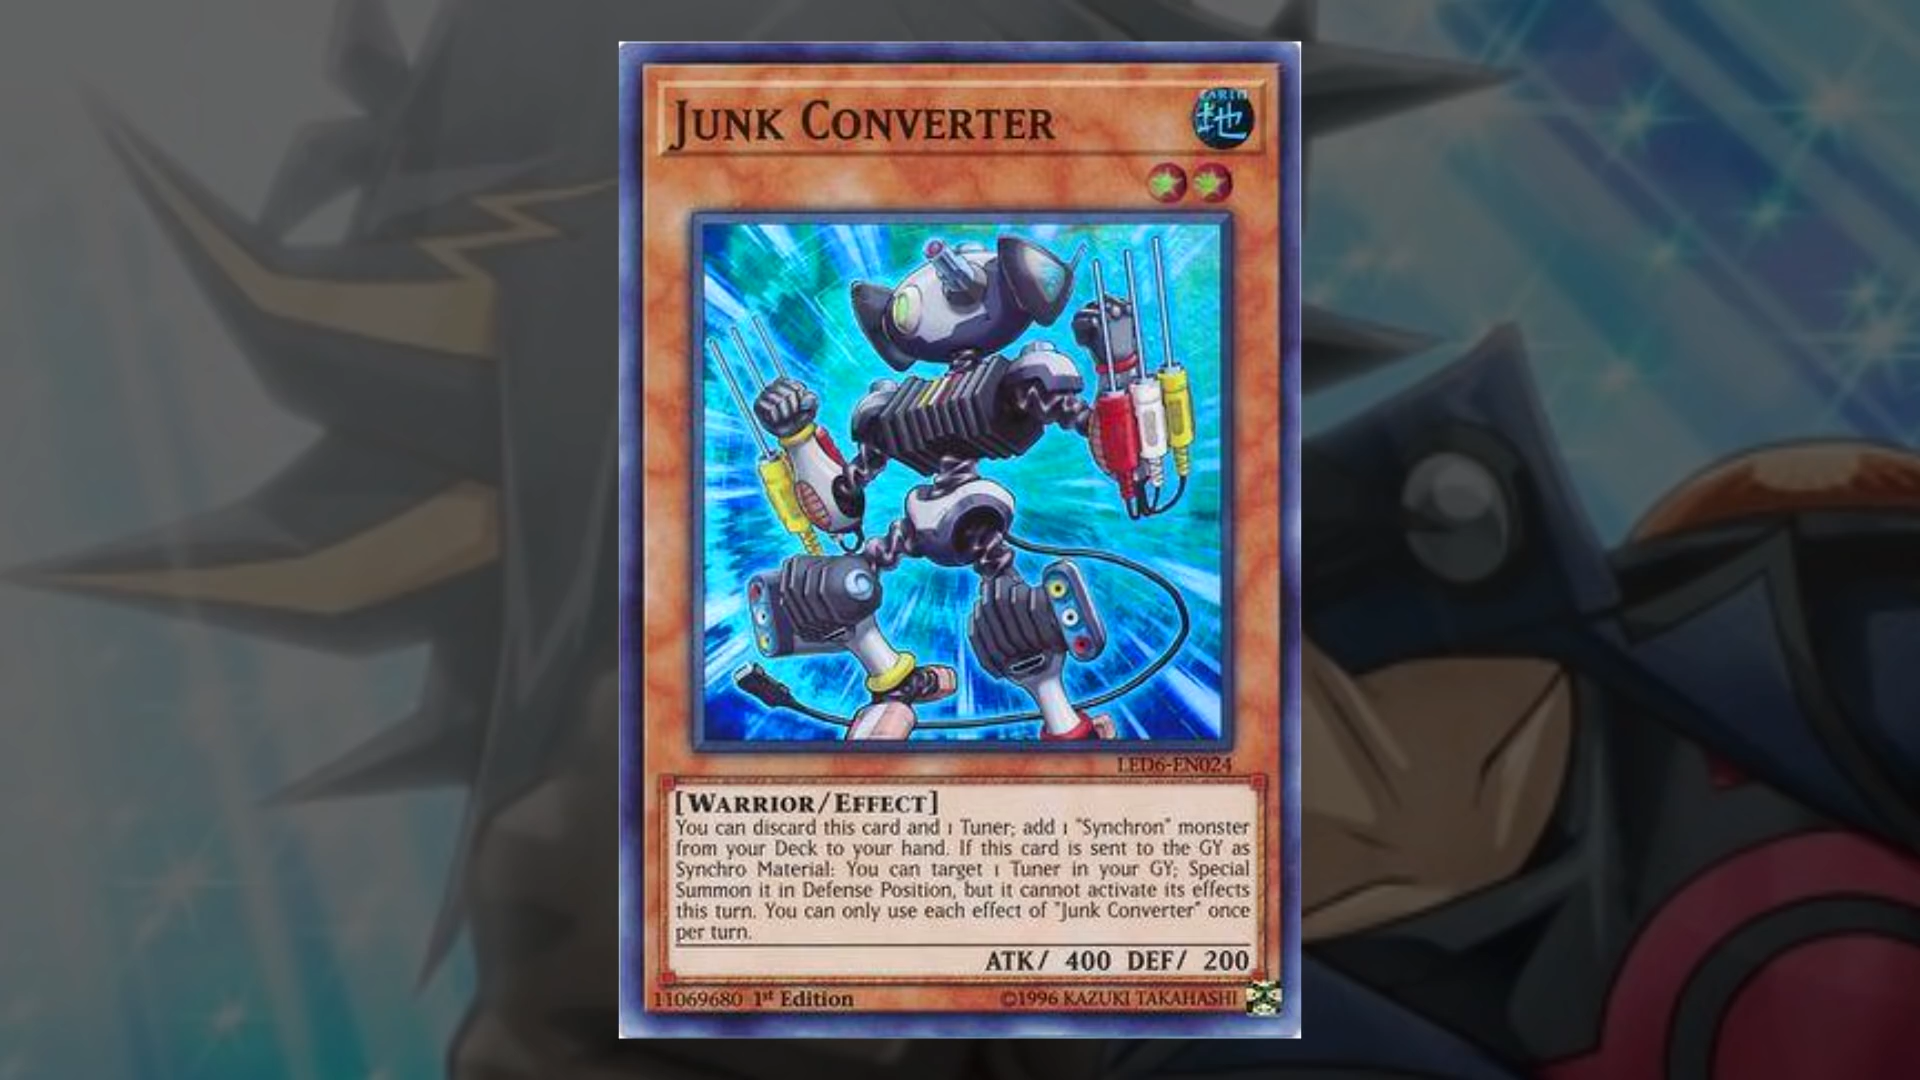 JUNK CONVERTER
EARTH
地
LED6-EN024
[WARRIOR/EFFECT]
You can discard this card and 1 Tuner; add 1 "Synchron" monster
from your Deck to your hand. If this card is sent to the GY as
Synchro Material: You can target 1 Tuner in your GY; Special
Summon it in Defense Position, but it cannot activate its effects
this turn. You can only use each effect of "Junk Converter" once
per turn.
ATK/ 400 DEF/ 200
11069680 1st Edition
©1996 KAZUKI TAKAHASHI